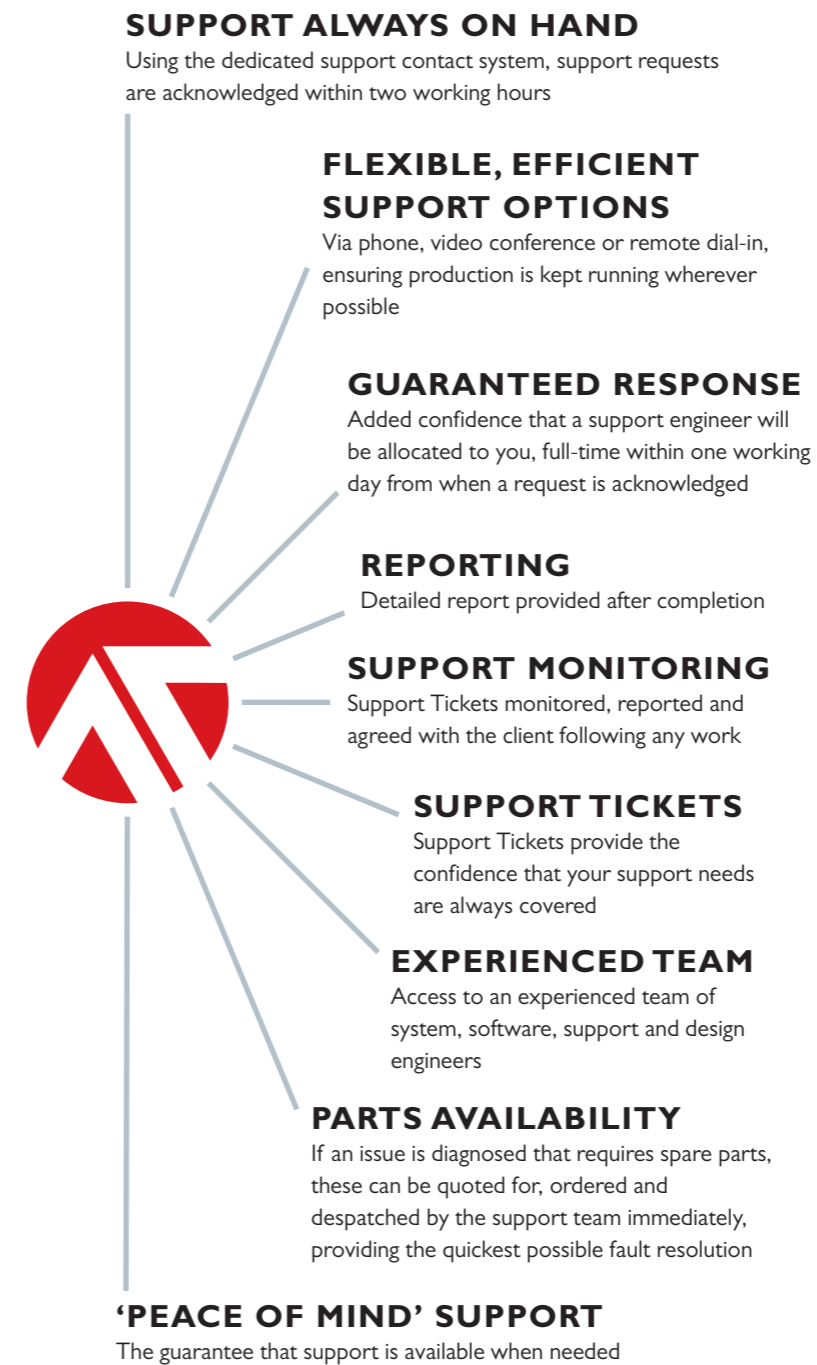 SUPPORT ALWAYS ON HAND
Using the dedicated support contact system, support requests
are acknowledged within two working hours
FLEXIBLE, EFFICIENT
SUPPORT OPTIONS
Via phone, video conference or remote dial-in,
ensuring production is kept running wherever
possible
GUARANTEED RESPONSE
Added confidence that a support engineer will
be allocated to you, full-time within one working
day from when a request is acknowledged
REPORTING
Detailed report provided after completion
SUPPORT MONITORING
Support Tickets monitored, reported and
agreed with the client following any work
SUPPORT TICKETS
Support Tickets provide the
confidence that your support needs
are always covered
EXPERIENCED TEAM
Access to an experienced team of
system, software, support and design
engineers
PARTS AVAILABILITY
If an issue is diagnosed that requires spare parts,
these can be quoted for, ordered and
despatched by the support team immediately,
providing the quickest possible fault resolution
‘PEACE OF MIND’ SUPPORT
The guarantee that support is available when needed